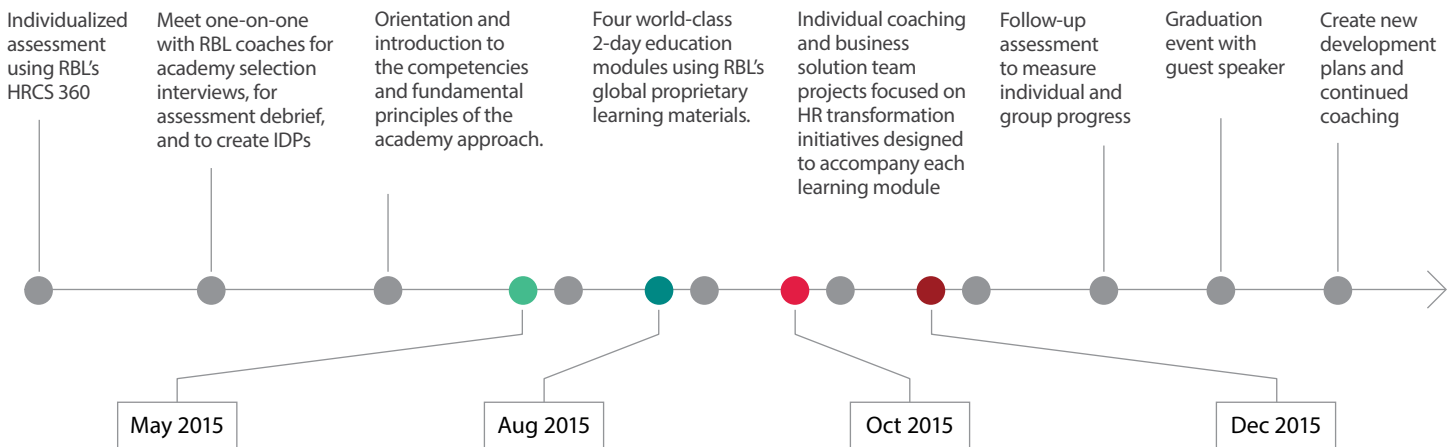 Individualized
assessment
using RBL's
HRCS 360
Meet one-on-one
with RBL coaches for
academy selection
interviews, for
assessment debrief,
and to create IDPs
Orientation and
introduction to
the competencies
and fundamental
principles of the
academy approach.
Four world-class
2-day education
modules using RBL's
global proprietary
learning materials.
Individual coaching
and business
solution team
projects focused on
HR transformation
initiatives designed
to accompany each
learning module
Follow-up
assessment
to measure
individual and
group progress
Graduation
event with
guest speaker
Create new
development
plans and
continued
coaching
May 2015
Aug 2015
Oct 2015
Dec 2015